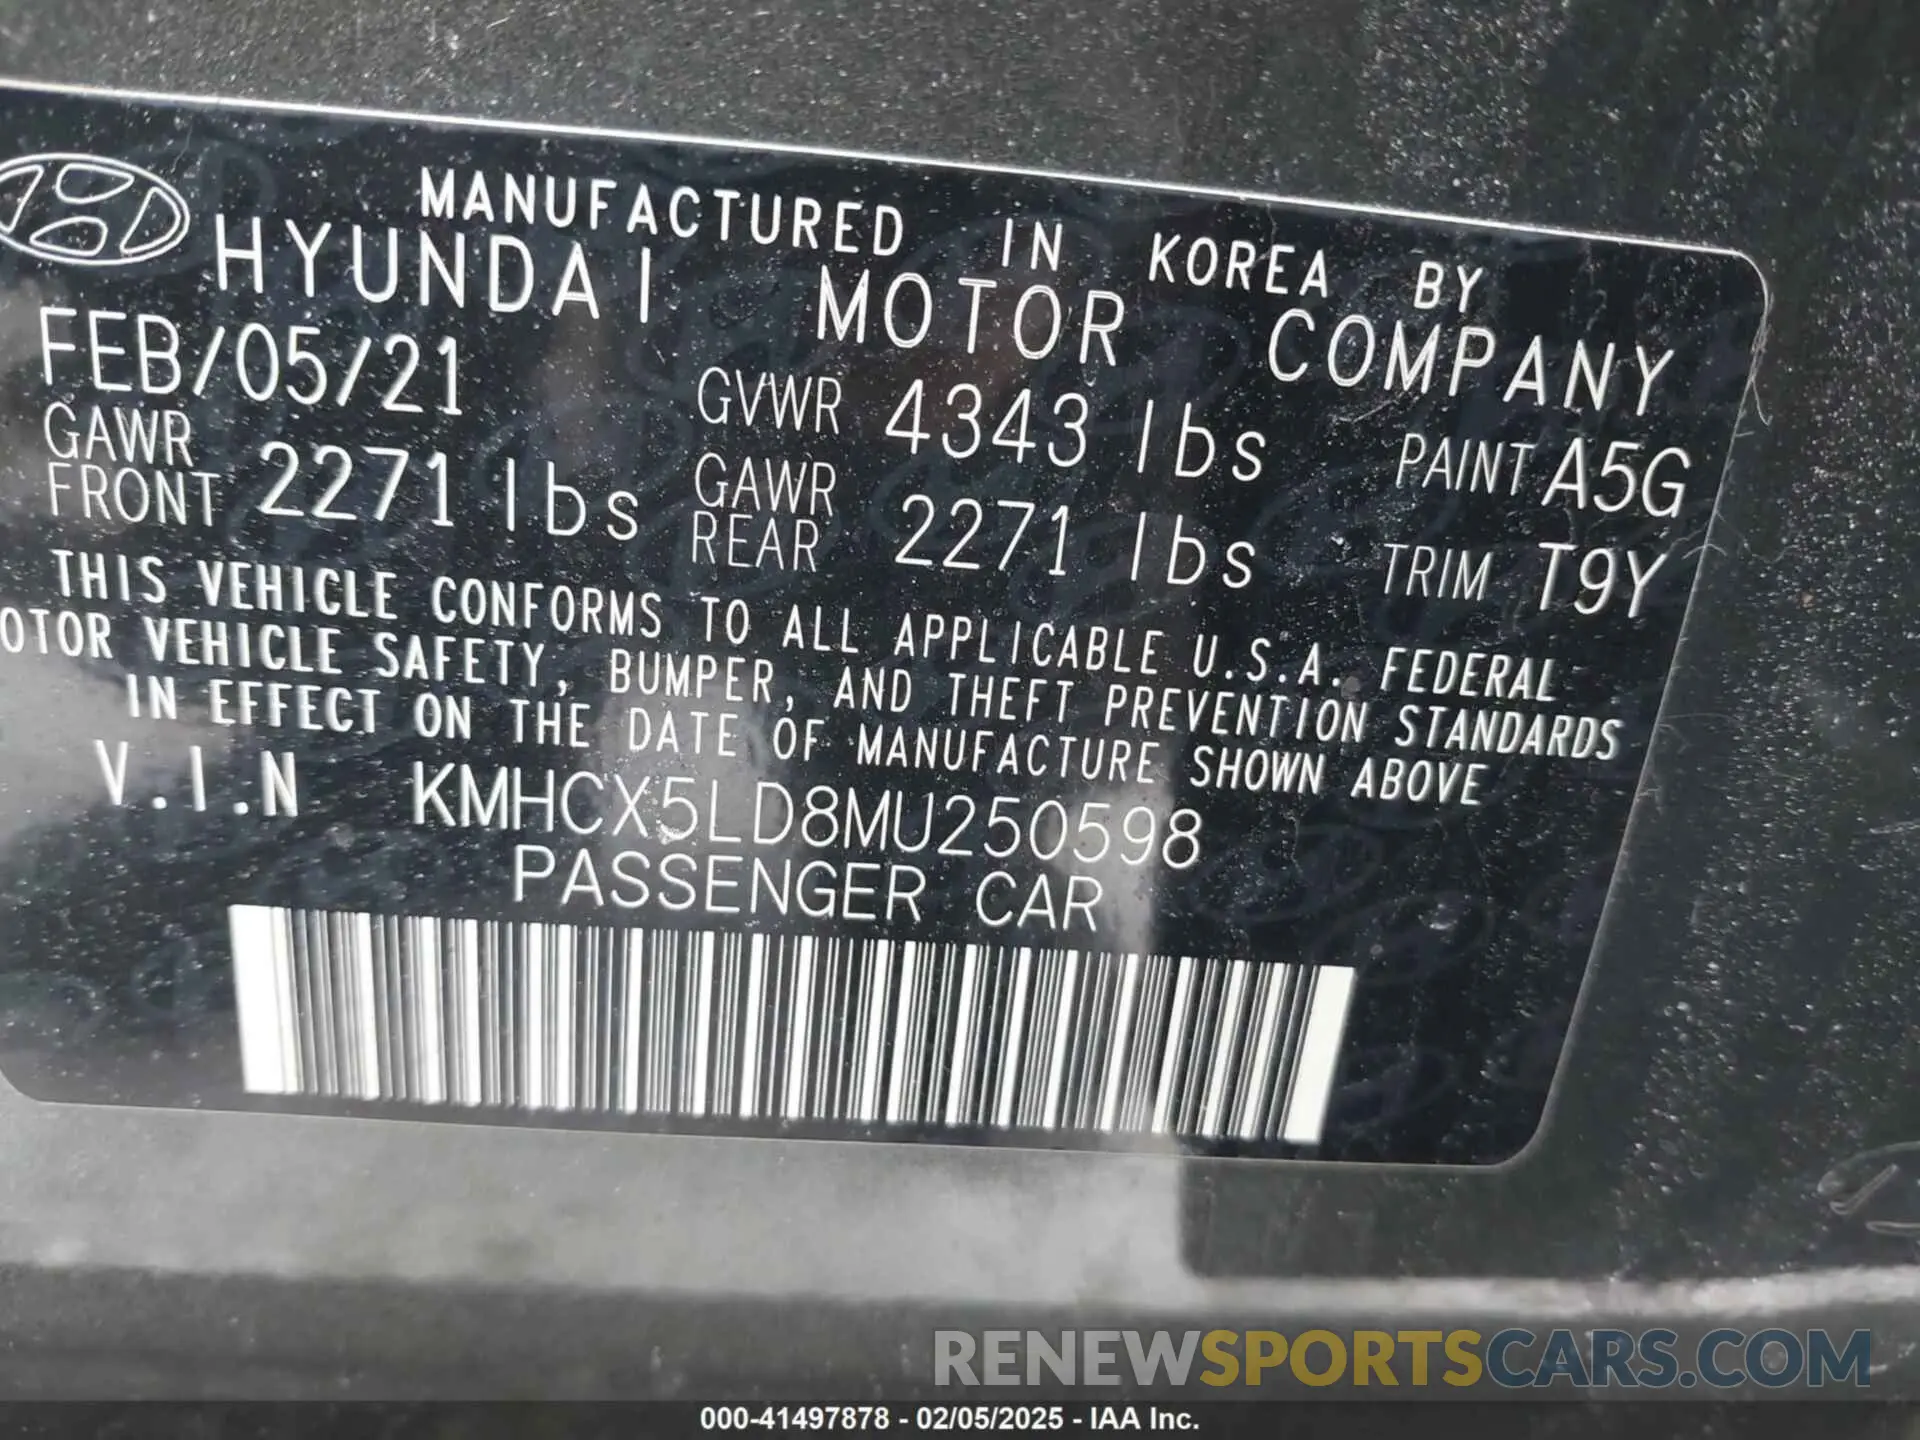 MANUFACTURED IN KOREA BY
HYUNDAI MOTOR COMPANY
FEB/05/21 GVWR 4343 lbs PAINT A5G
GAWR FRONT 2271 lbs GAWR REAR 2271 lbs TRIM T9Y
THIS VEHICLE CONFORMS TO ALL APPLICABLE U.S.A. FEDERAL
OTOR VEHICLE SAFETY, BUMPER, AND THEFT PREVENTION STANDARDS
IN EFFECT ON THE DATE OF MANUFACTURE SHOWN ABOVE
V.I.N KMHCX5LD8MU250598
PASSENGER CAR
RENEWSPORTSCARS.COM
000-41497878 - 02/05/2025 - IAA Inc.